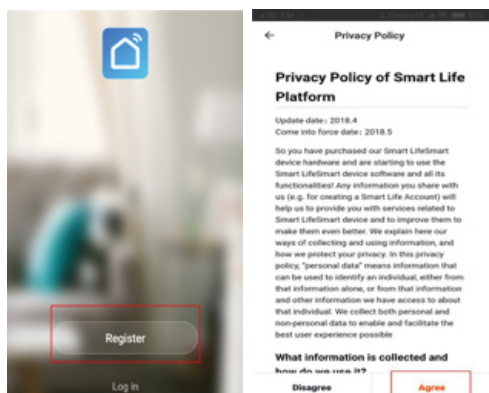 Register
Log in
Privacy Policy
Privacy Policy of Smart Life
Platform
Update date: 2018.4
Come into force date: 2018.5
So you have purchased our Smart LifeSmart
device hardware and are starting to use the
Smart LifeSmart device software and all its
functionalities! Any information you share with
us (e.g. for creating a Smart Life Account) will
help us to provide you with services related to
Smart LifeSmart device and to improve them to
make them even better. We explain here our
ways of collecting and using information, and
how we protect your privacy. In this privacy
policy, "personal data" means information that
can be used to identify an individual, either from
that information alone, or from that information
and other information we have access to about
that individual. We collect both personal and
non-personal data to enable and facilitate the
best user experience possible
What information is collected and
how do we use it?
Disagree
Agree